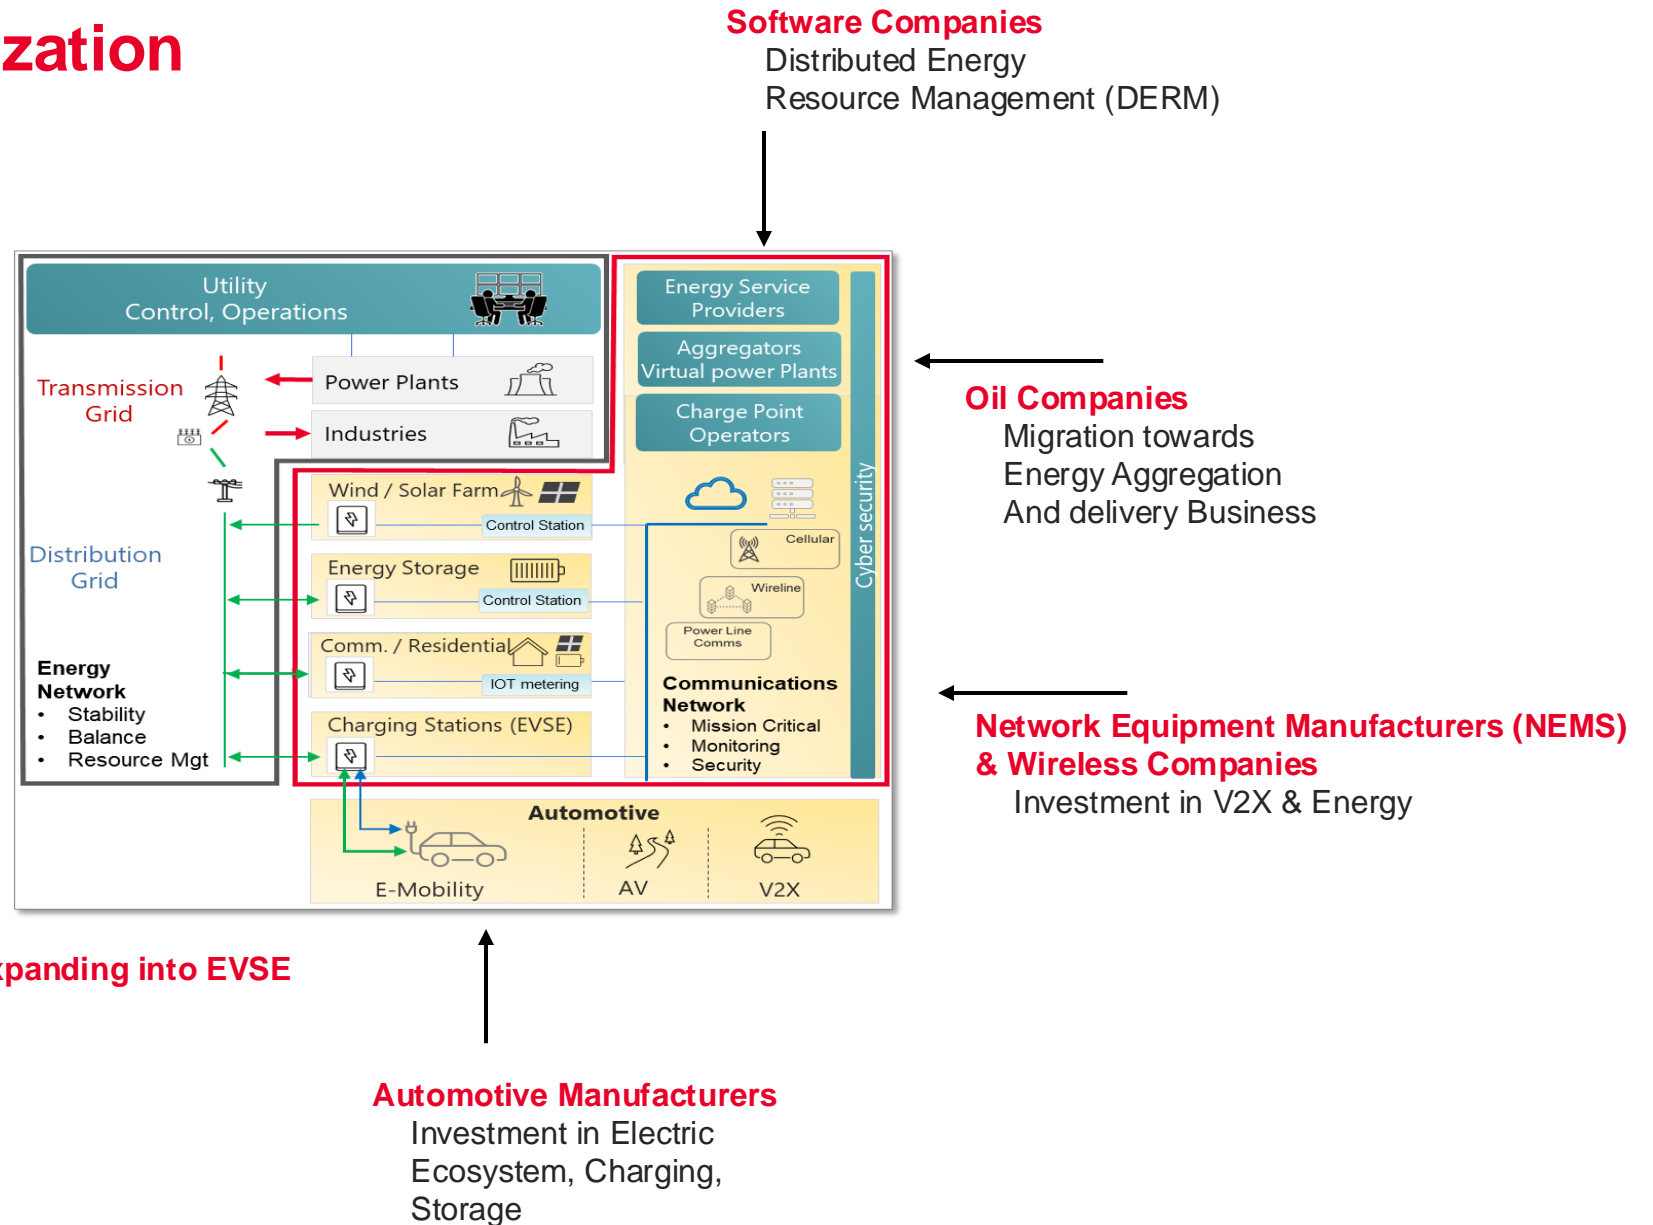 zation
Software Companies
Distributed Energy
Resource Management (DERM)
Utility
Control, Operations
Energy Service
Providers
Aggregators
Virtual power Plants
Charge Point
Operators
Cyber security
Transmission
Grid
Power Plants
Industries
Oil Companies
Migration towards
Energy Aggregation
And delivery Business
Wind / Solar Farm
Control Station
Distribution
Grid
Energy Storage
Control Station
Cellular
Wireline
Power Line
Comms
Comm. / Residential
IOT metering
Energy
Network
• Stability
• Balance
• Resource Mgt
Charging Stations (EVSE)
Communications
Network
• Mission Critical
• Monitoring
• Security
Network Equipment Manufacturers (NEMS)
& Wireless Companies
Investment in V2X & Energy
Automotive
E-Mobility
AV
V2X
xpanding into EVSE
Automotive Manufacturers
Investment in Electric
Ecosystem, Charging,
Storage